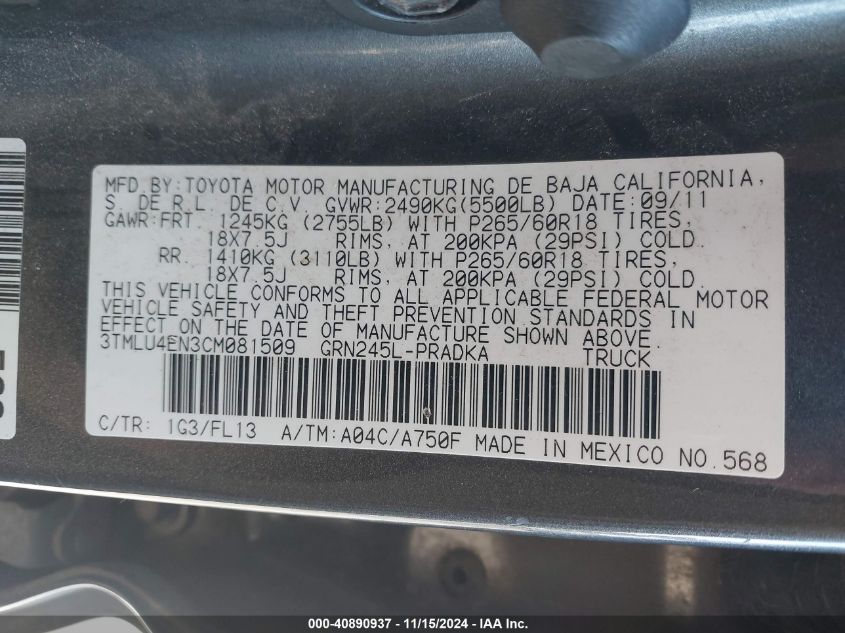 MFD.BY:TOYOTA MOTOR MANUFACTURING DE BAJA CALIFORNIA,
S. DE R.L. DE C.V. GVWR:2490KG(5500LB) DATE:09/11
GAWR:FRT. 1245KG (2755LB) WITH P265/60R18 TIRES,
18X7.5J RIMS, AT 200KPA (29PSI) COLD.
RR. 1410KG (3110LB) WITH P265/60R18 TIRES,
18X7.5J RIMS, AT 200KPA (29PSI) COLD.
THIS VEHICLE CONFORMS TO ALL APPLICABLE FEDERAL MOTOR
VEHICLE SAFETY AND THEFT PREVENTION STANDARDS IN
EFFECT ON THE DATE OF MANUFACTURE SHOWN ABOVE.
3TMLU4EN3CM081509 GRN245L-PRADKA TRUCK
C/TR: 1G3/FL13 A/TM:A04C/A750F MADE IN MEXICO NO.568
000-40890937 - 11/15/2024 - IAA Inc.